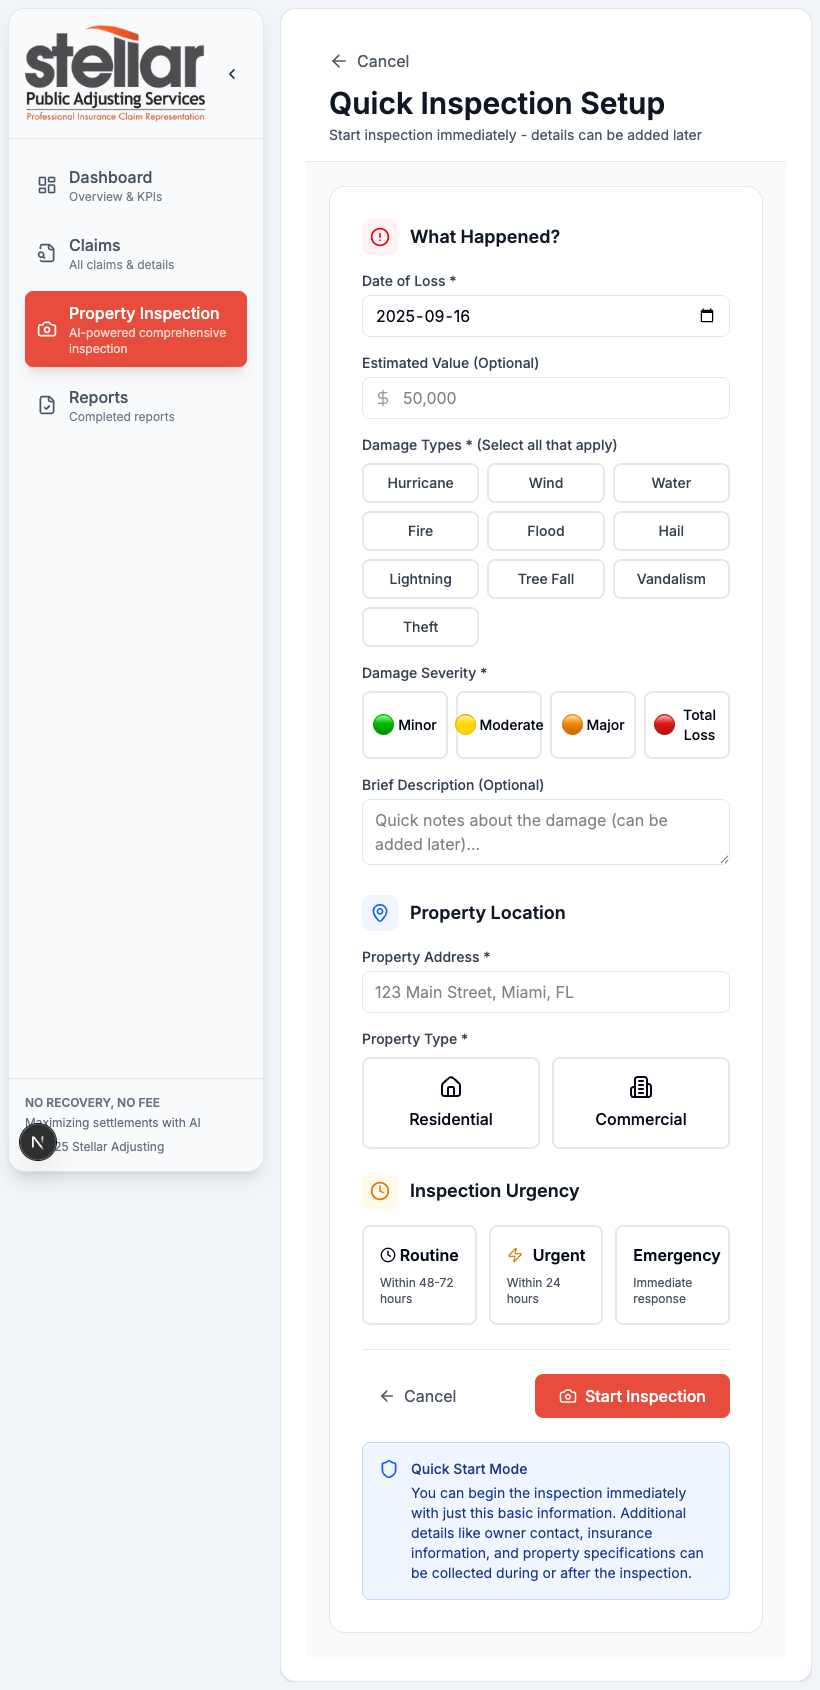 stellar
Public Adjusting Services
Professional Insurance Claim Representation
Dashboard
Overview & KPIs
Claims
All claims & details
Property Inspection
AI-powered comprehensive
inspection
Reports
Completed reports
NO RECOVERY, NO FEE
Maximizing settlements with AI
25 Stellar Adjusting
N
Cancel
Quick Inspection Setup
Start inspection immediately - details can be added later
What Happened?
Date of Loss *
2025-09-16
Estimated Value (Optional)
$ 50,000
Damage Types * (Select all that apply)
Hurricane
Wind
Water
Fire
Flood
Hail
Lightning
Tree Fall
Vandalism
Theft
Damage Severity *
Minor
Moderate
Major
Total
Loss
Brief Description (Optional)
Quick notes about the damage (can be
added later)...
Property Location
Property Address *
123 Main Street, Miami, FL
Property Type *
Residential
Commercial
Inspection Urgency
Routine
Within 48-72
hours
Urgent
Within 24
hours
Emergency
Immediate
response
Cancel
Start Inspection
Quick Start Mode
You can begin the inspection immediately
with just this basic information. Additional
details like owner contact, insurance
information, and property specifications can
be collected during or after the inspection.